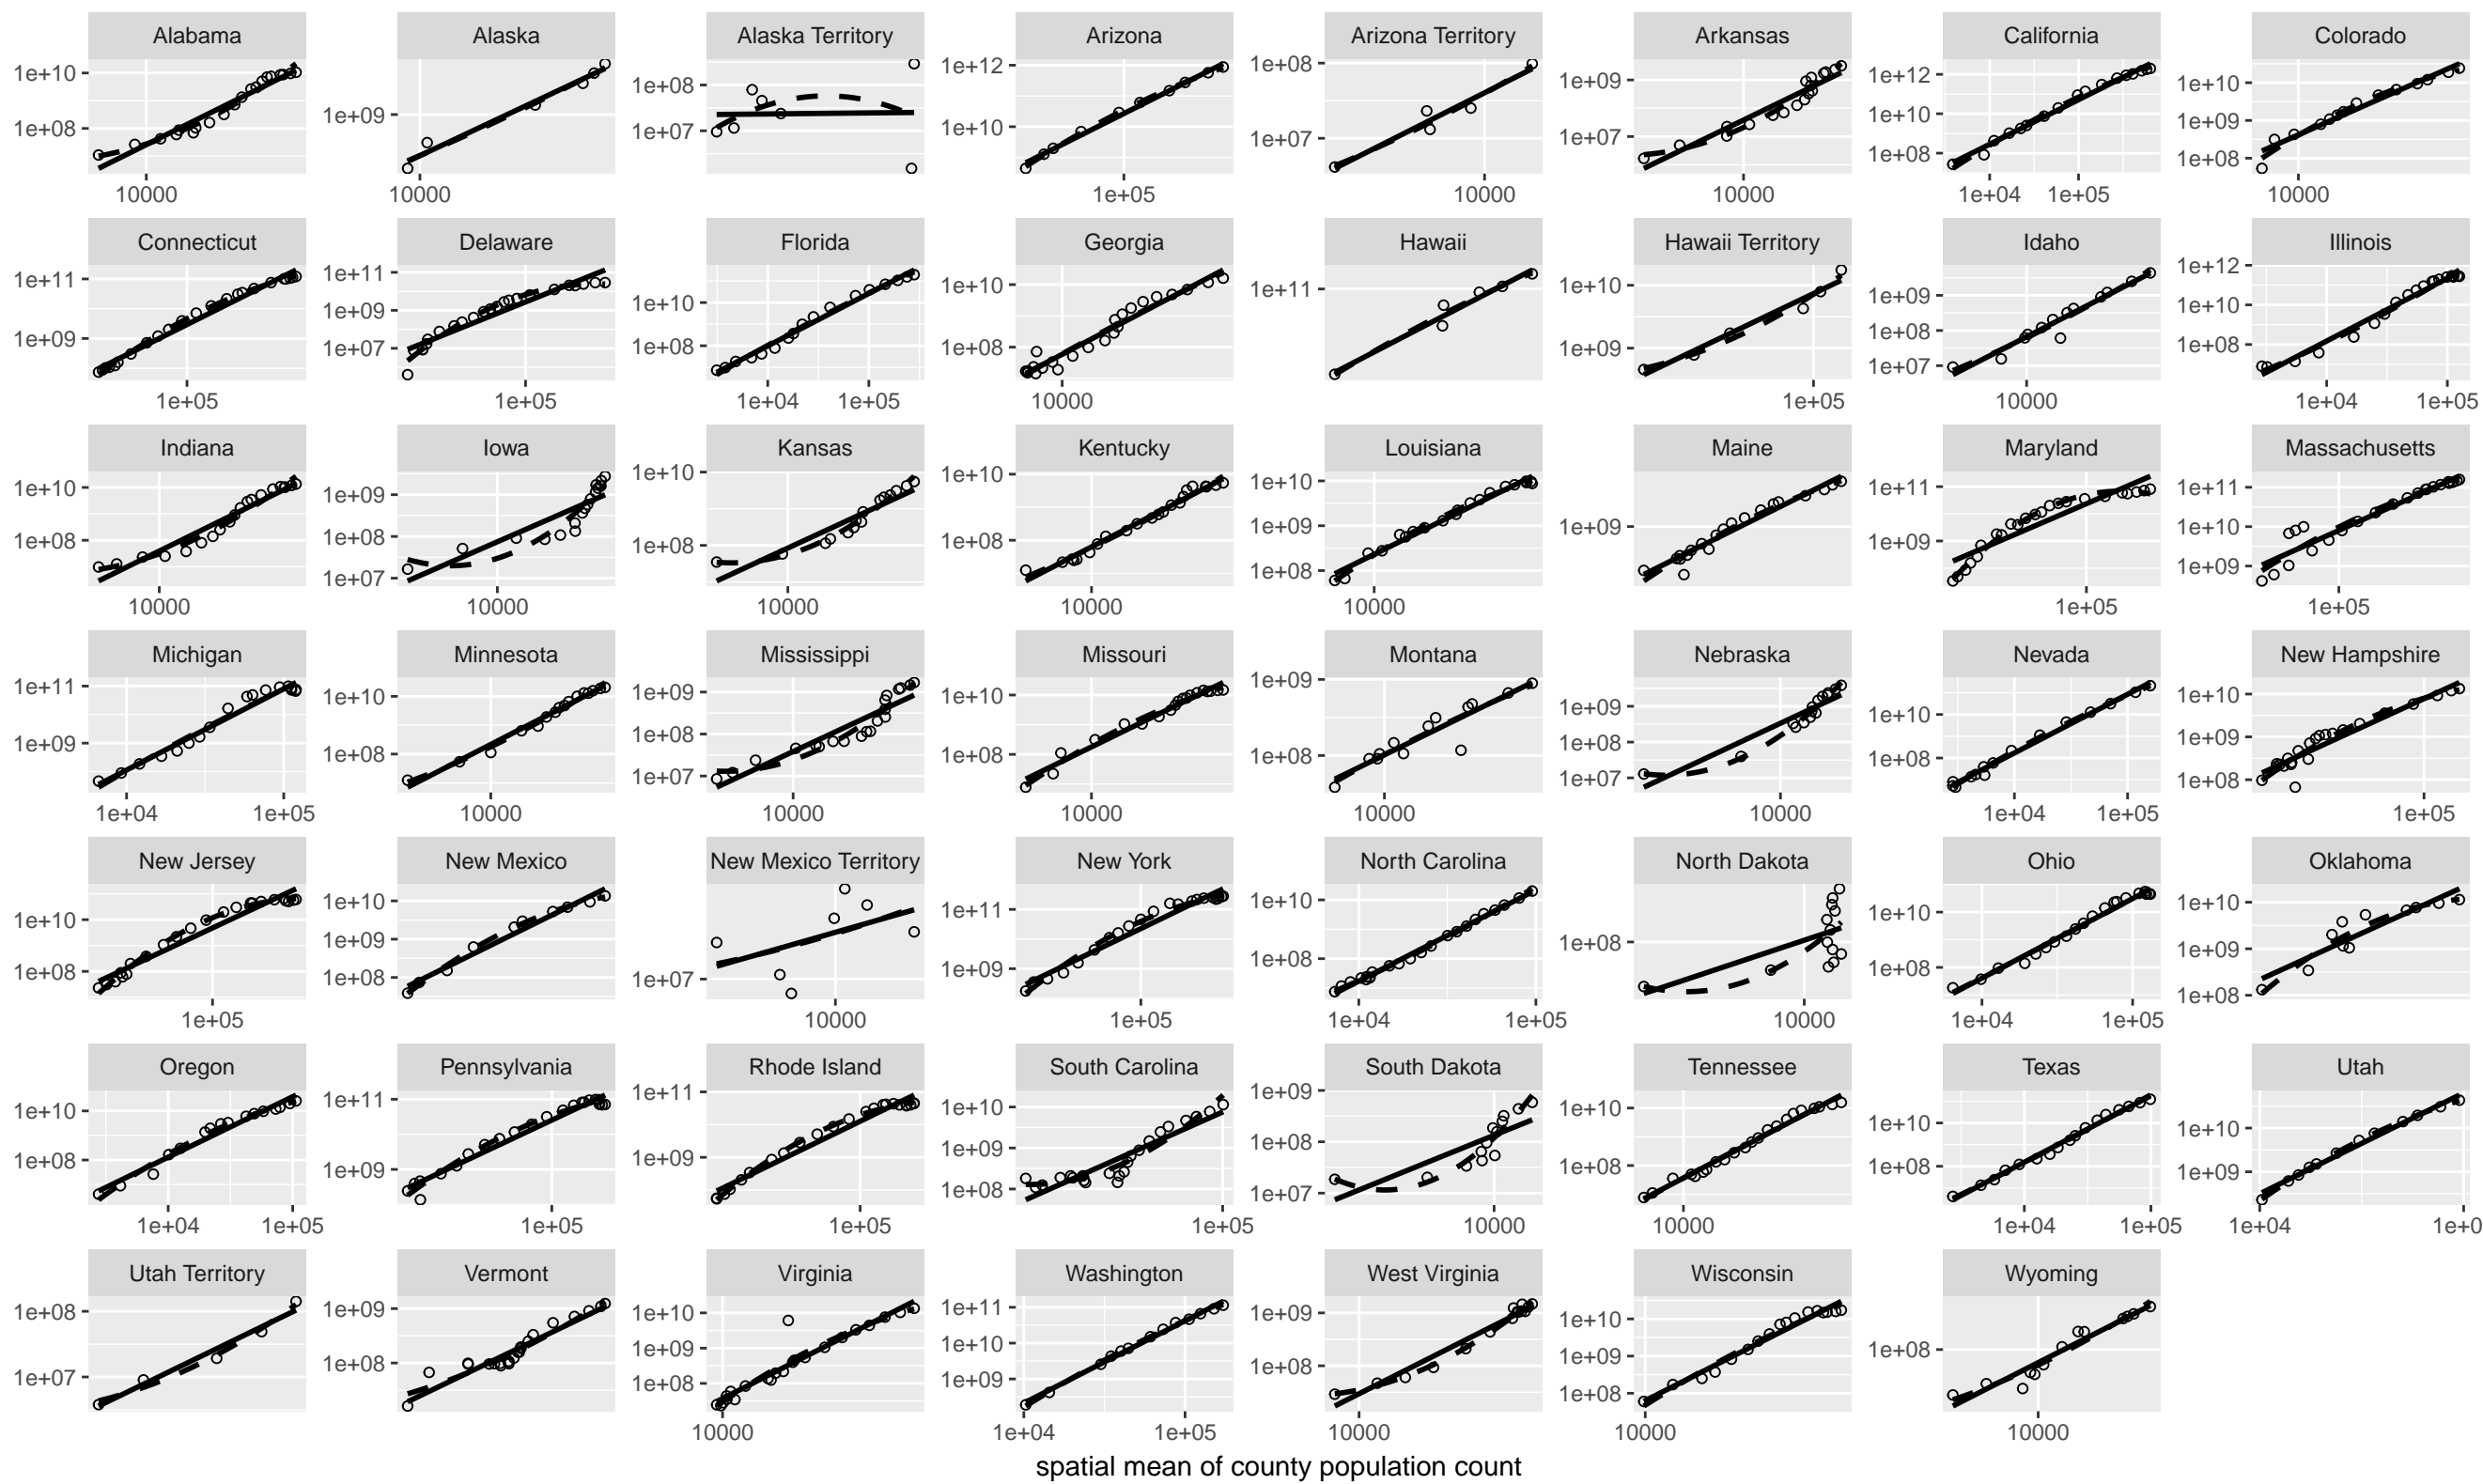 Alabama Alaska Alaska Territory Arizona Arizona Territory Arkansas California Colorado
1e+10 1e+08 1e+09 1e+08 1e+07 1e+12 1e+10 1e+08 1e+07 1e+09 1e+07 1e+12 1e+10 1e+08 1e+10 1e+09 1e+08
10000 10000 1e+05 10000 10000 1e+04 1e+05 10000
Connecticut Delaware Florida Georgia Hawaii Hawaii Territory Idaho Illinois
1e+11 1e+09 1e+11 1e+09 1e+07 1e+10 1e+08 1e+10 1e+08 1e+11 1e+10 1e+09 1e+09 1e+08 1e+07 1e+12 1e+10 1e+08
1e+05 1e+05 1e+04 1e+05 10000 1e+05 10000 1e+04 1e+05
Indiana Iowa Kansas Kentucky Louisiana Maine Maryland Massachusetts
1e+10 1e+08 1e+09 1e+08 1e+07 1e+10 1e+08 1e+10 1e+08 1e+10 1e+09 1e+08 1e+09 1e+11 1e+09 1e+11 1e+10 1e+09
10000 10000 10000 10000 10000 1e+05 1e+05
Michigan Minnesota Mississippi Missouri Montana Nebraska Nevada New Hampshire
1e+11 1e+09 1e+10 1e+08 1e+09 1e+08 1e+07 1e+10 1e+08 1e+09 1e+08 1e+09 1e+08 1e+07 1e+10 1e+08 1e+10 1e+09 1e+08
1e+04 1e+05 10000 10000 10000 10000 10000 1e+04 1e+05 1e+05
New Jersey New Mexico New Mexico Territory New York North Carolina North Dakota Ohio Oklahoma
1e+10 1e+08 1e+10 1e+09 1e+08 1e+07 1e+11 1e+09 1e+10 1e+08 1e+08 1e+10 1e+08 1e+10 1e+09 1e+08
1e+05 10000 1e+05 1e+04 1e+05 10000 1e+04 1e+05
Oregon Pennsylvania Rhode Island South Carolina South Dakota Tennessee Texas Utah
1e+10 1e+08 1e+11 1e+09 1e+11 1e+09 1e+10 1e+09 1e+08 1e+09 1e+08 1e+07 1e+10 1e+08 1e+10 1e+08 1e+10 1e+09
1e+04 1e+05 1e+05 1e+05 1e+05 10000 10000 1e+04 1e+05 1e+04 1e+0
Utah Territory Vermont Virginia Washington West Virginia Wisconsin Wyoming
1e+08 1e+07 1e+09 1e+08 1e+10 1e+09 1e+08 1e+11 1e+10 1e+09 1e+09 1e+08 1e+10 1e+09 1e+08 1e+08
10000 1e+04 1e+05 10000 10000 10000
spatial mean of county population count